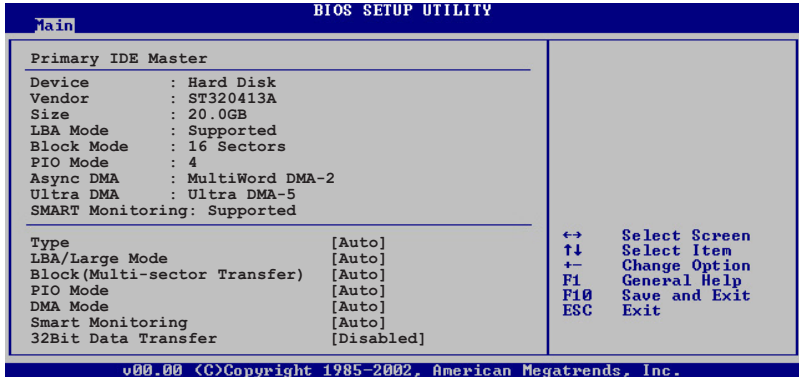 BIOS SETUP UTILITY
Main
Primary IDE Master
Device : Hard Disk
Vendor : ST320413A
Size : 20.0GB
LBA Mode : Supported
Block Mode : 16 Sectors
PIO Mode : 4
Async DMA : MultiWord DMA-2
Ultra DMA : Ultra DMA-5
SMART Monitoring: Supported
Type [Auto]
LBA/Large Mode [Auto]
Block(Multi-sector Transfer) [Auto]
PIO Mode [Auto]
DMA Mode [Auto]
Smart Monitoring [Auto]
32Bit Data Transfer [Disabled]
↔ Select Screen
↑↓ Select Item
+- Change Option
F1 General Help
F10 Save and Exit
ESC Exit
v00.00 (C)Copyright 1985-2002, American Megatrends, Inc.